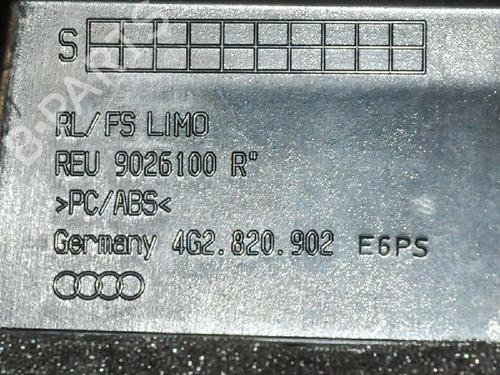 S
RL/FS LIMO
REU 9026100 R"
>PC/ABS<
Germany 4G2.820.902 E6PS
B-PARTS